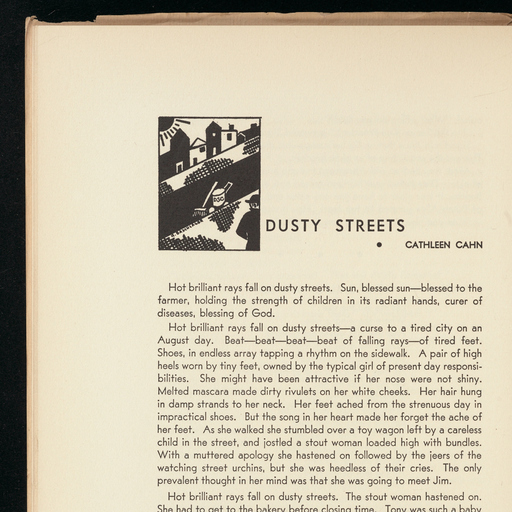 DUSTY STREETS
● CATHLEEN CAHN
Hot brilliant rays fall on dusty streets. Sun, blessed sun—blessed to the
farmer, holding the strength of children in its radiant hands, curer of
diseases, blessing of God.
Hot brilliant rays fall on dusty streets—a curse to a tired city on an
August day. Beat—beat—beat—beat of falling rays—of tired feet.
Shoes, in endless array tapping a rhythm on the sidewalk. A pair of high
heels worn by tiny feet, owned by the typical girl of present day responsi-
bilities. She might have been attractive if her nose were not shiny.
Melted mascara made dirty rivulets on her white cheeks. Her hair hung
in damp strands to her neck. Her feet ached from the strenuous day in
impractical shoes. But the song in her heart made her forget the ache of
her feet. As she walked she stumbled over a toy wagon left by a careless
child in the street, and jostled a stout woman loaded high with bundles.
With a muttered apology she hastened on followed by the jeers of the
watching street urchins, but she was heedless of their cries. The only
prevalent thought in her mind was that she was going to meet Jim.
Hot brilliant rays fall on dusty streets. The stout woman hastened on.
She had to get to the bakery before closing time. Tony was such a baby